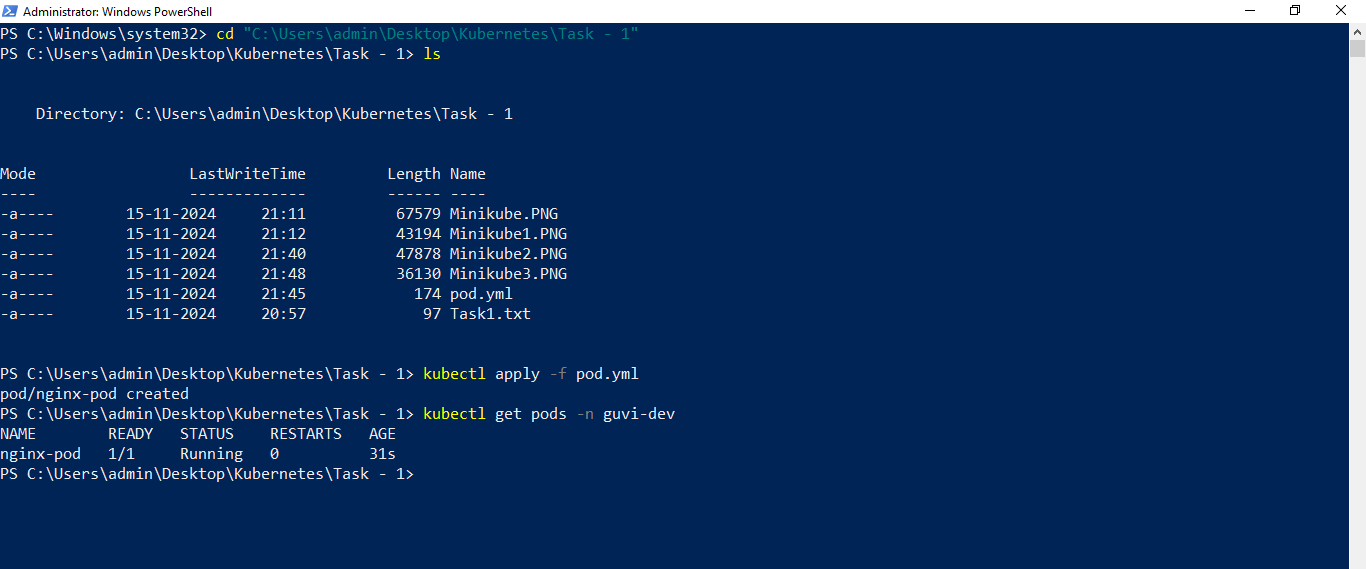 Administrator: Windows PowerShell
PS C:\Windows\system32> cd "C:\Users\admin\Desktop\Kubernetes\Task - 1"
PS C:\Users\admin\Desktop\Kubernetes\Task - 1> ls
Directory: C:\Users\admin\Desktop\Kubernetes\Task - 1
Mode                 LastWriteTime         Length Name
----                 -------------         ------ ----
-a----        15-11-2024     21:11          67579 Minikube.PNG
-a----        15-11-2024     21:12          43194 Minikube1.PNG
-a----        15-11-2024     21:40          47878 Minikube2.PNG
-a----        15-11-2024     21:48          36130 Minikube3.PNG
-a----        15-11-2024     21:45            174 pod.yml
-a----        15-11-2024     20:57             97 Task1.txt
PS C:\Users\admin\Desktop\Kubernetes\Task - 1> kubectl apply -f pod.yml
pod/nginx-pod created
PS C:\Users\admin\Desktop\Kubernetes\Task - 1> kubectl get pods -n guvi-dev
NAME        READY   STATUS    RESTARTS   AGE
nginx-pod   1/1     Running   0          31s
PS C:\Users\admin\Desktop\Kubernetes\Task - 1>